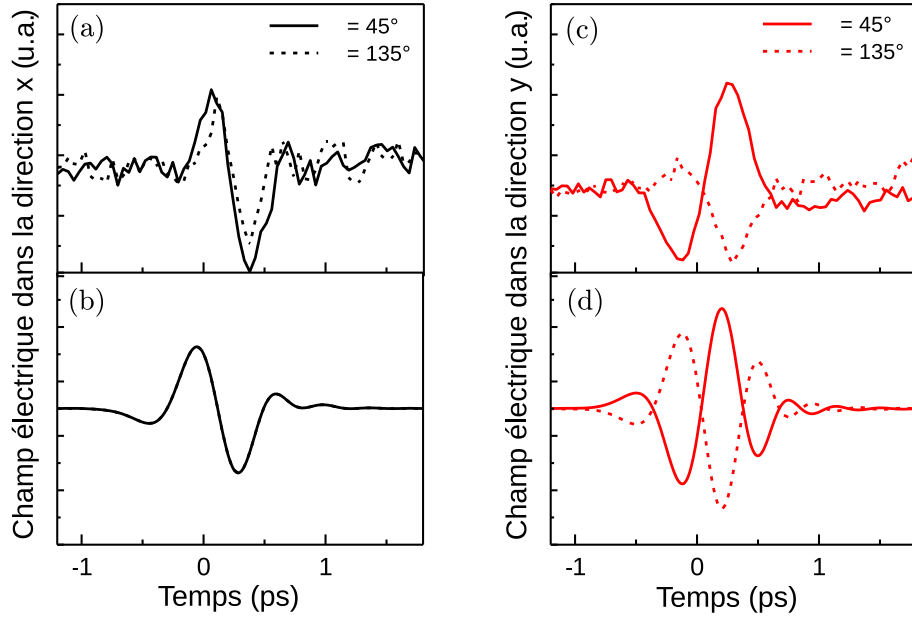 Champ électrique dans la direction x (u.a.)
(a)
= 45°
= 135°
(b)
-1 0 1
Temps (ps)
Champ électrique dans la direction y (u.a.)
(c)
= 45°
= 135°
(d)
-1 0 1
Temps (ps)